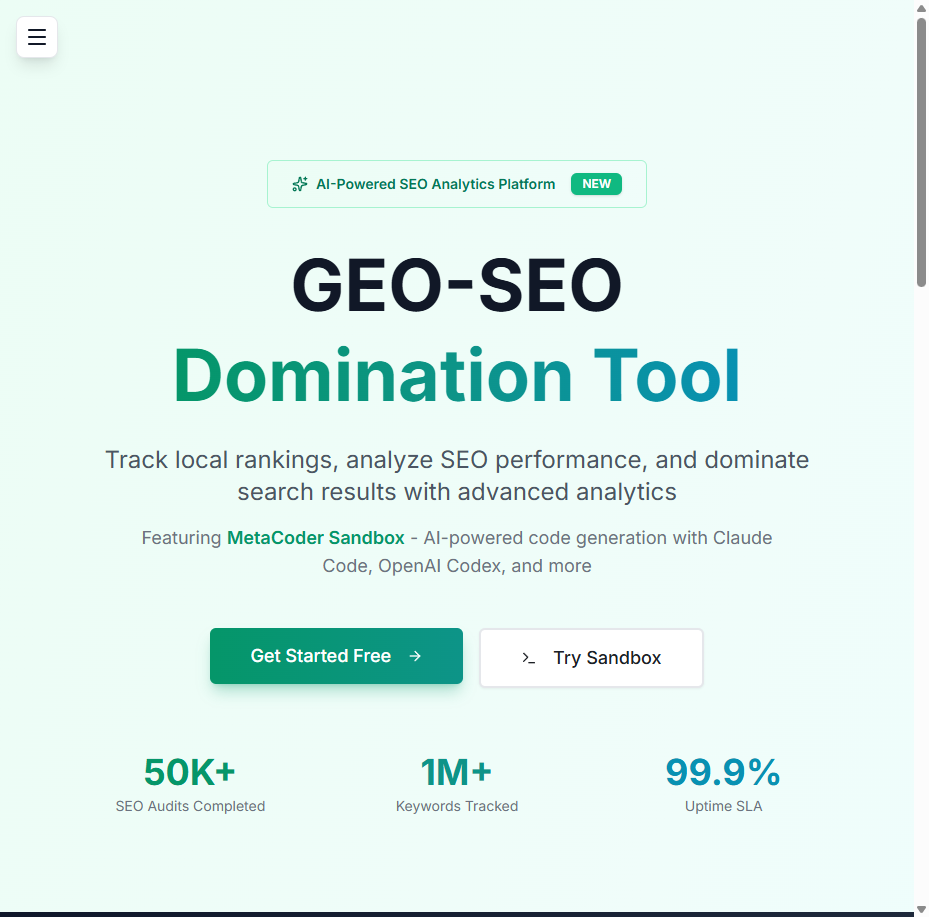 AI-Powered SEO Analytics Platform NEW
GEO-SEO
Domination Tool
Track local rankings, analyze SEO performance, and dominate
search results with advanced analytics
Featuring MetaCoder Sandbox - AI-powered code generation with Claude
Code, OpenAI Codex, and more
Get Started Free
Try Sandbox
50K+
SEO Audits Completed
1M+
Keywords Tracked
99.9%
Uptime SLA